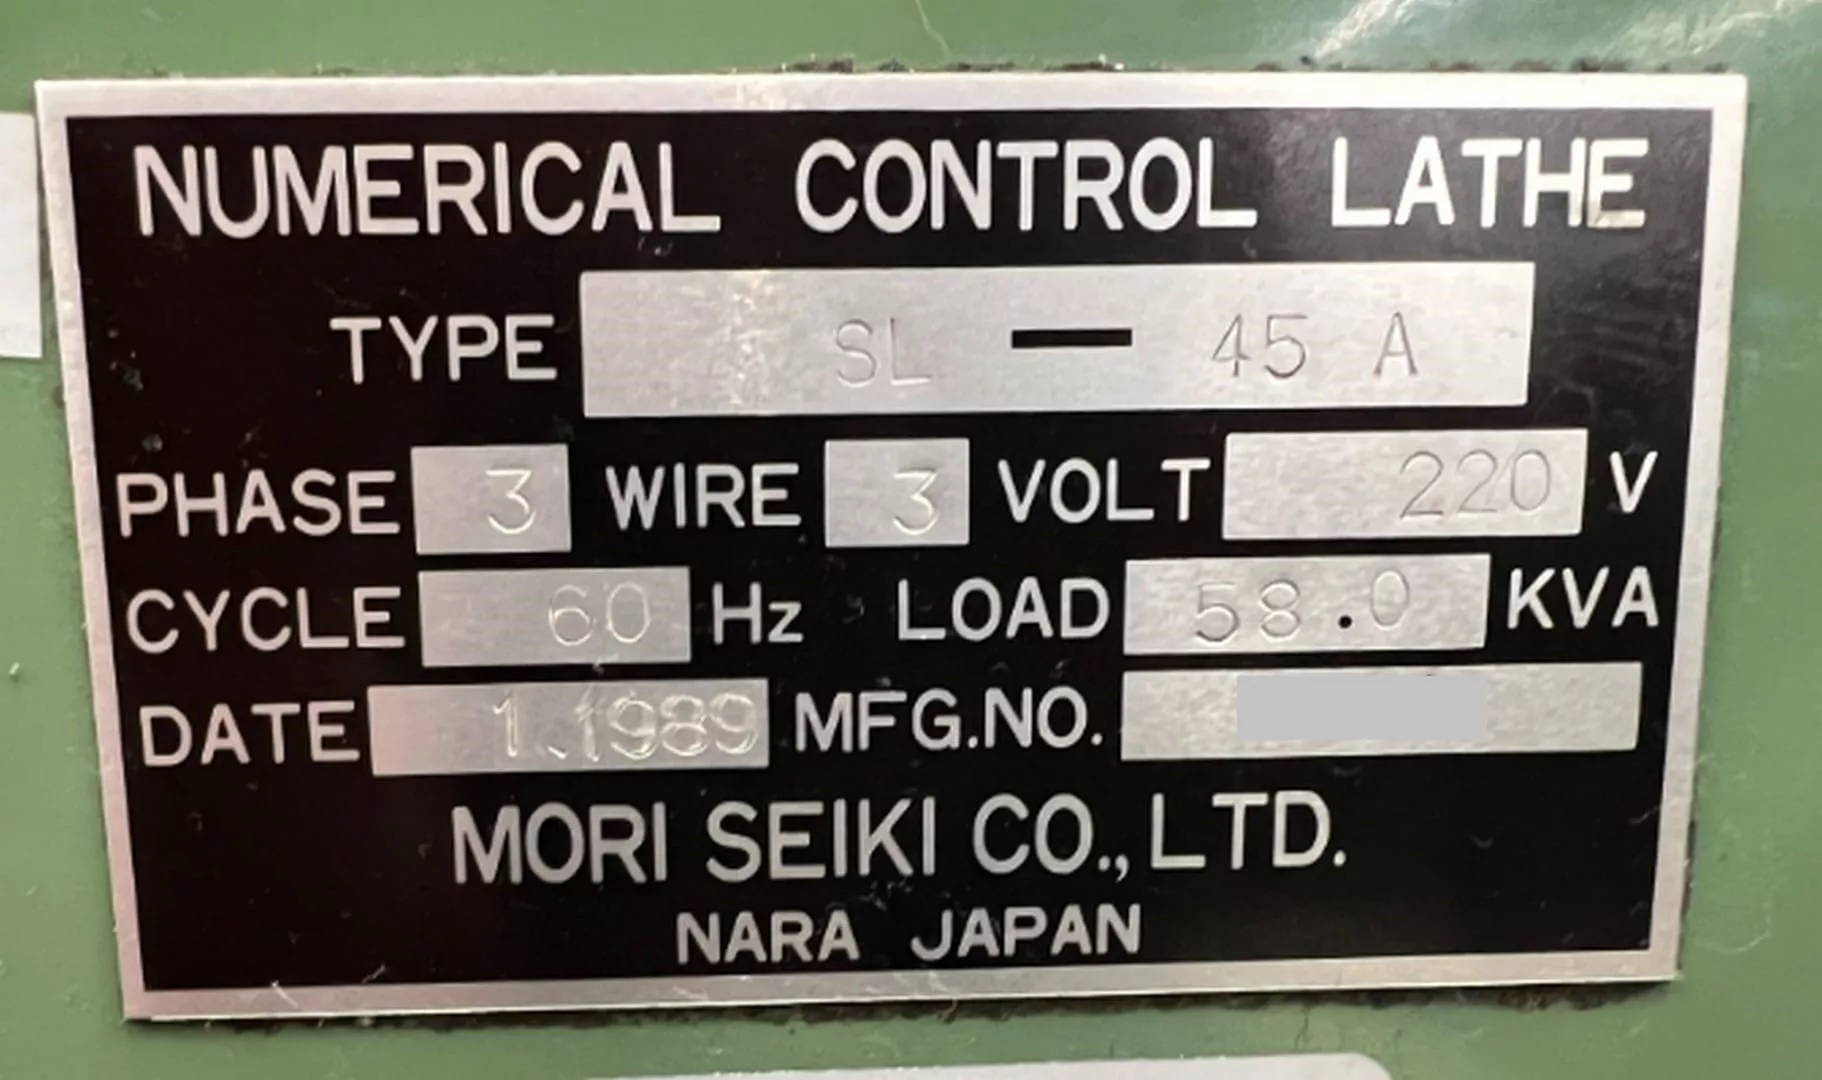 NUMERICAL CONTROL LATHE
TYPE SL — 45 A
PHASE 3 WIRE 3 VOLT 220 V
CYCLE 60 Hz LOAD 58.0 KVA
DATE 1.1989 MFG.NO.
MORI SEIKI CO., LTD.
NARA JAPAN